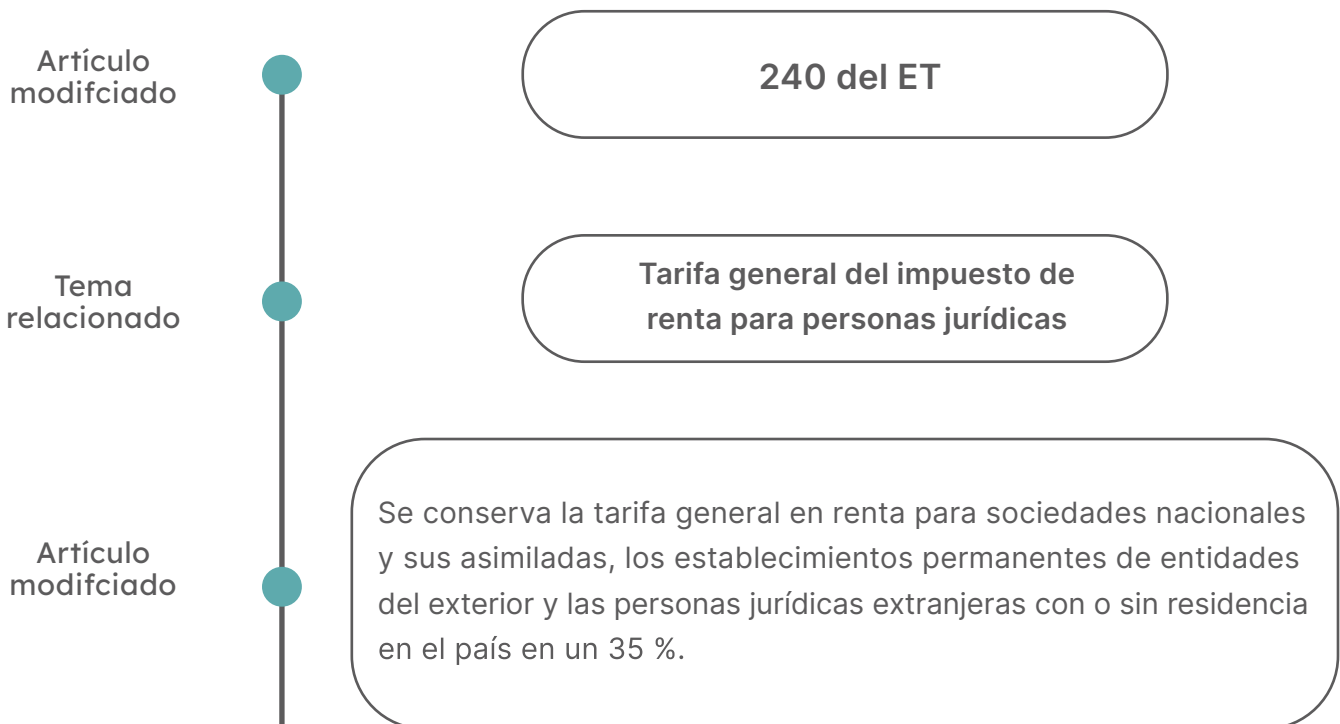 Artículo
modifciado
240 del ET
Tema
relacionado
Tarifa general del impuesto de
renta para personas jurídicas
Artículo
modifciado
Se conserva la tarifa general en renta para sociedades nacionales
y sus asimiladas, los establecimientos permanentes de entidades
del exterior y las personas jurídicas extranjeras con o sin residencia
en el país en un 35 %.